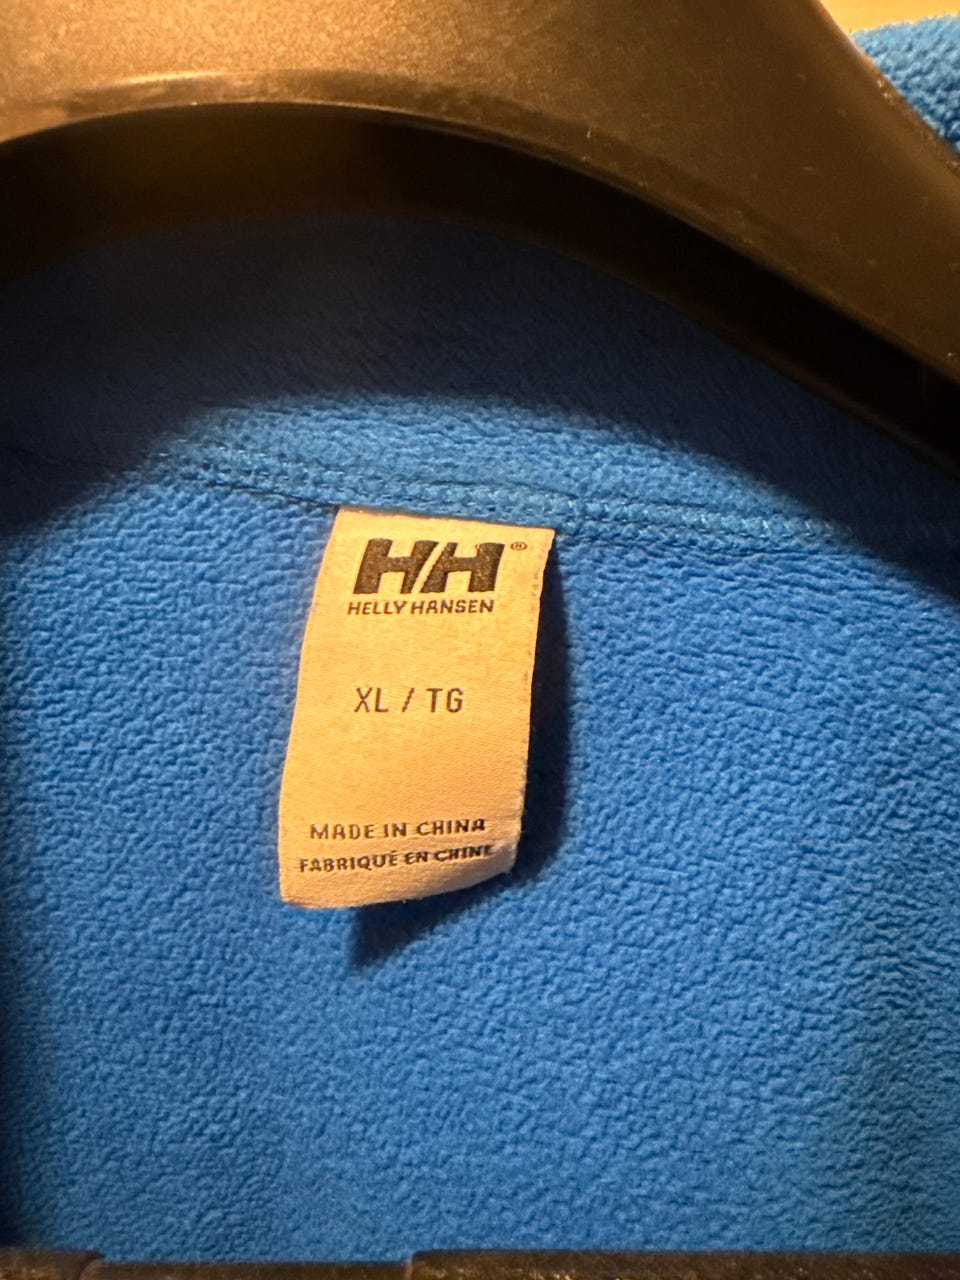 HH®
HELLY HANSEN
XL / TG
MADE IN CHINA
FABRIQUÉ EN CHINE